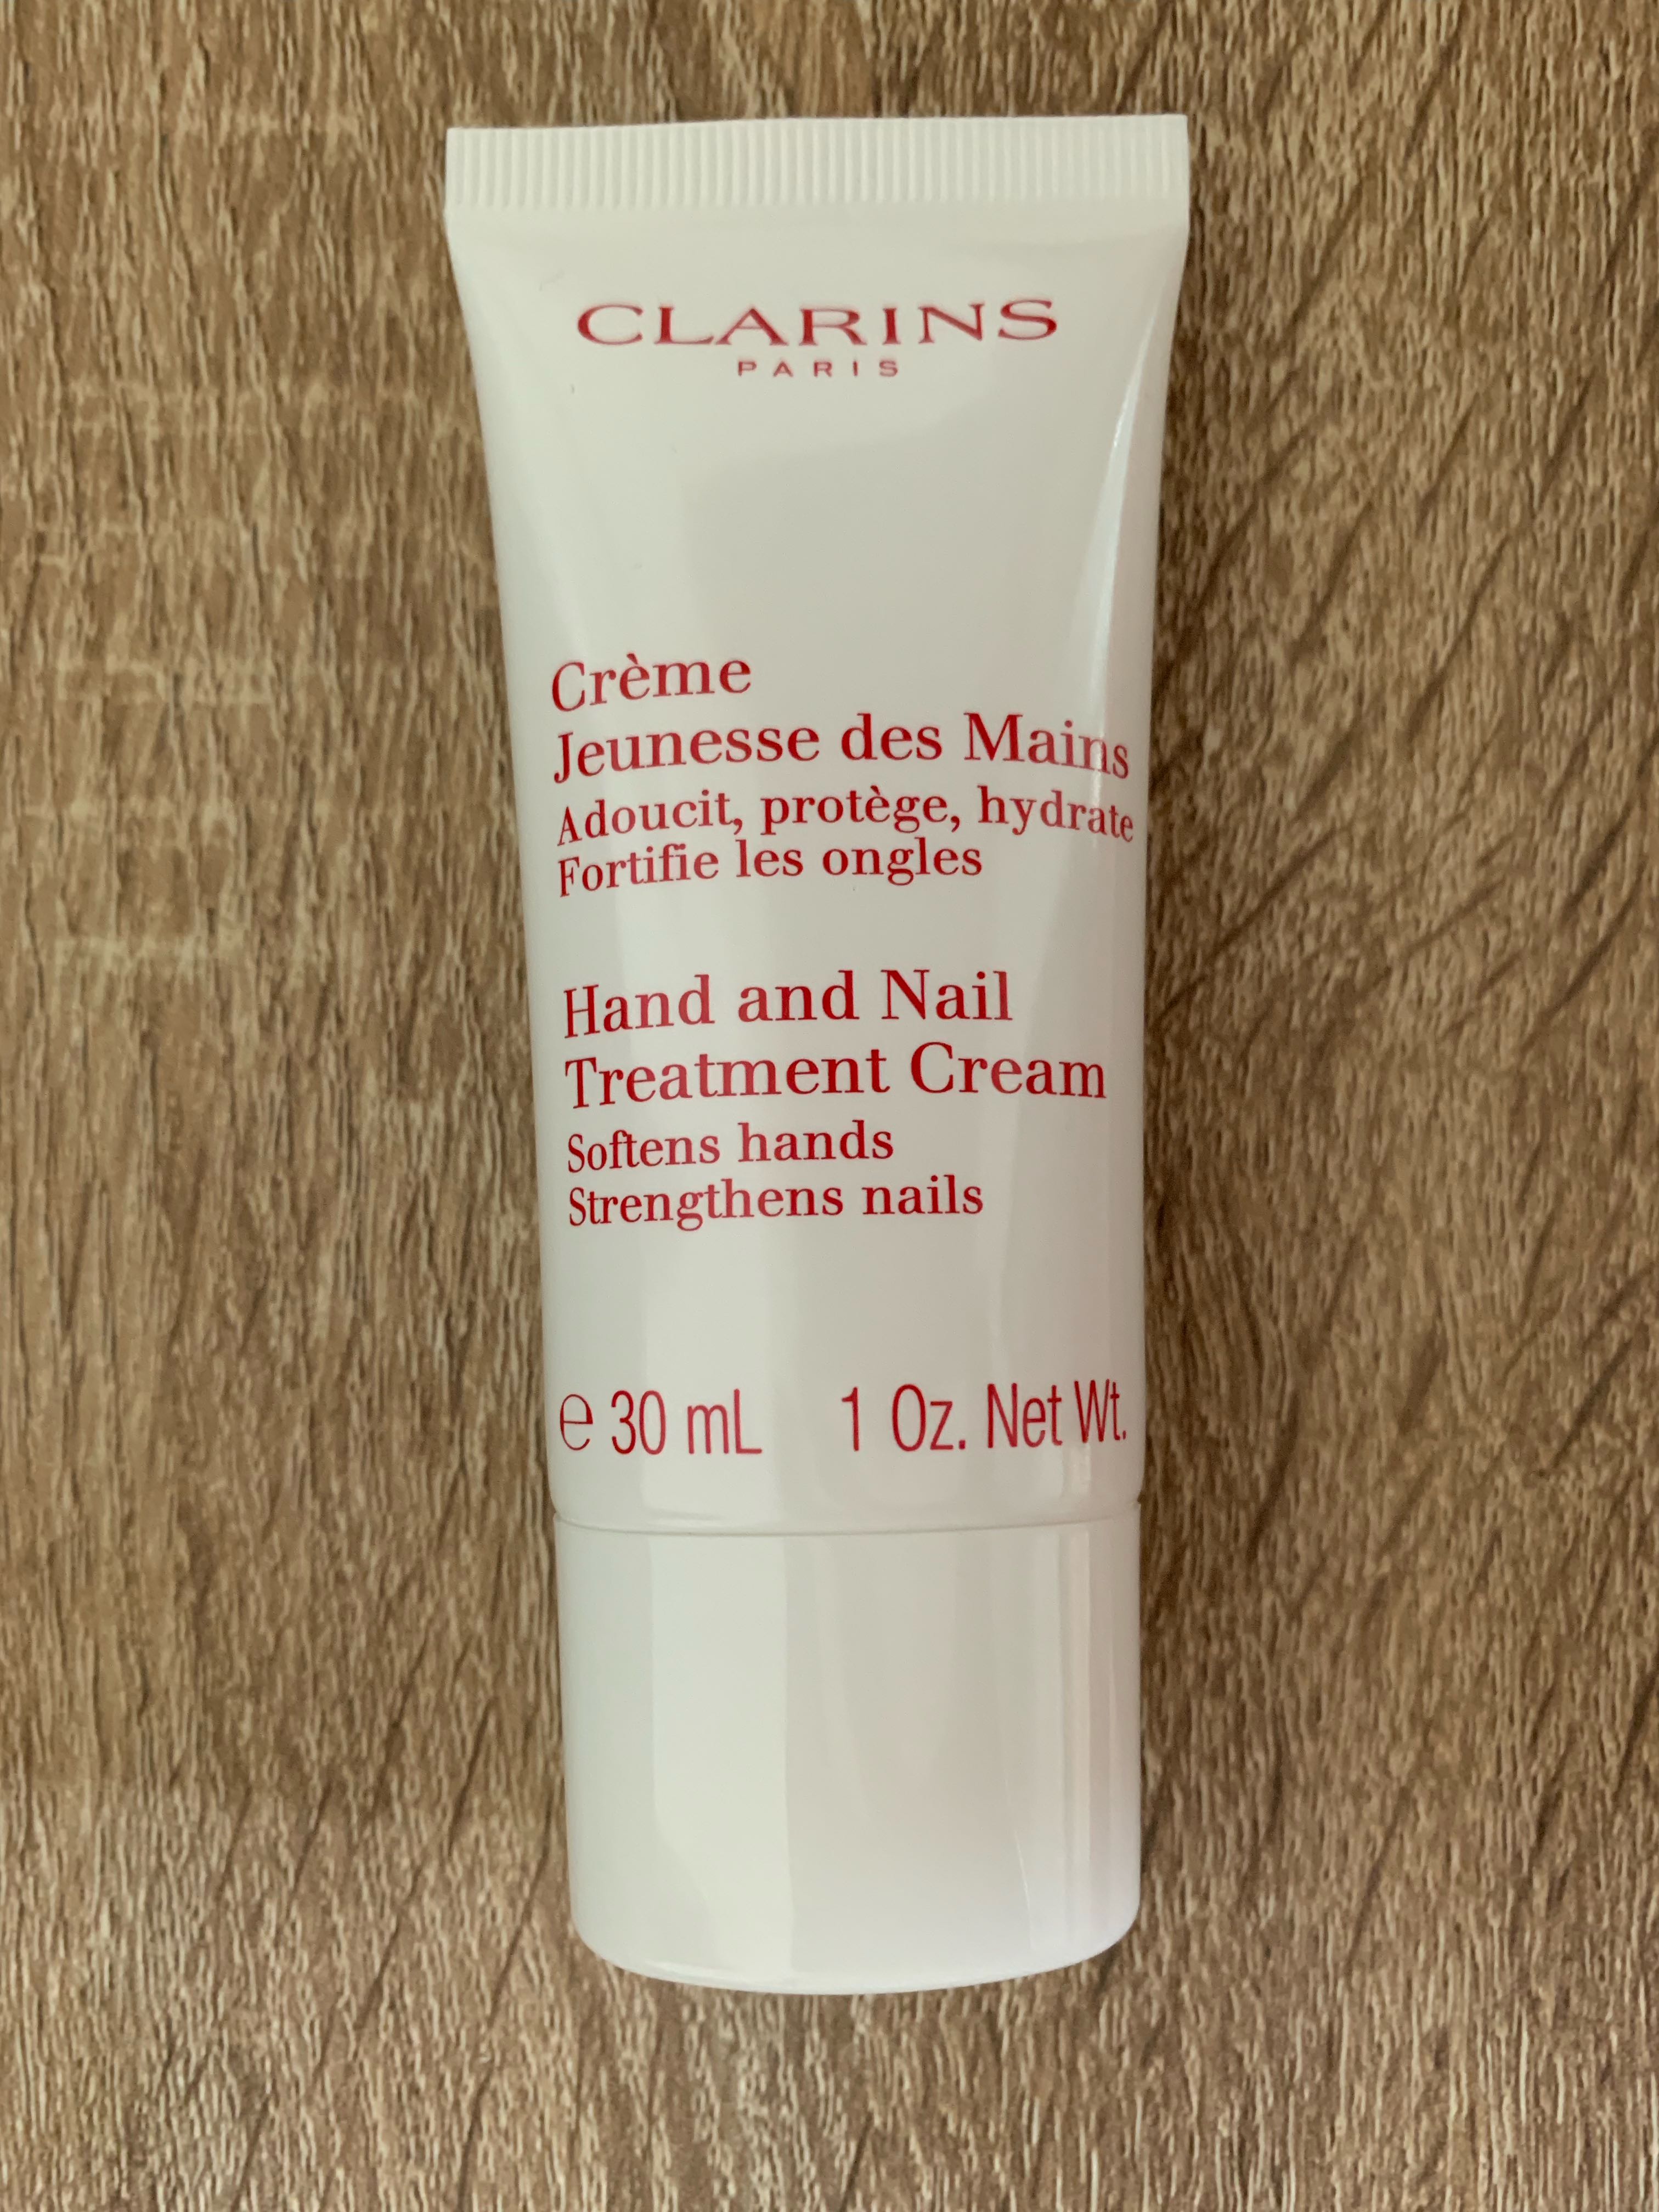 CLARINS
PARIS
Crème
Jeunesse des Mains
Adoucit, protège, hydrate
Fortifie les ongles
Hand and Nail
Treatment Cream
Softens hands
Strengthens nails
℮ 30 mL 1 Oz. Net Wt.